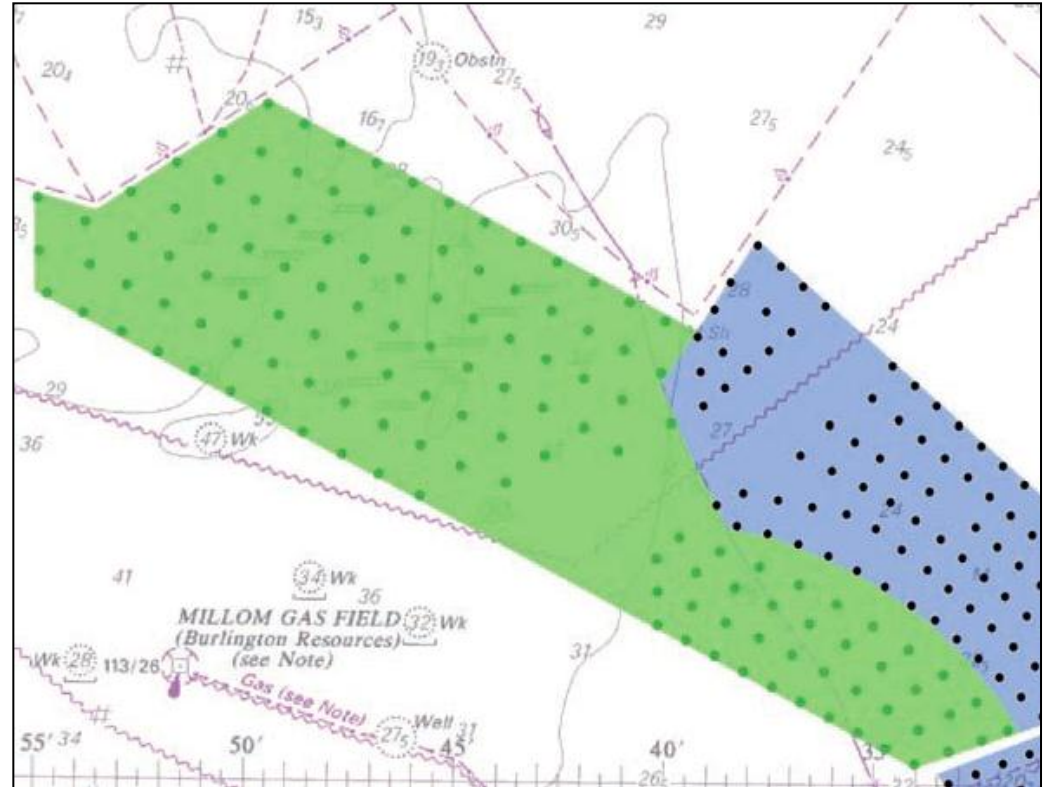 15₃
29
19₃ Obstn
27₅
20₄
20₆
16₇
27₅
24₅
30₅
28
Sh
24
29
27
36
47 Wk
24
41
34 Wk
36
MILLOM GAS FIELD
32 Wk
(Burlington Resources)
(see Note)
31
Wk 28
113/26
Gas (see Note)
Well 31
27₅
55' 34
50'
45'
40'
26